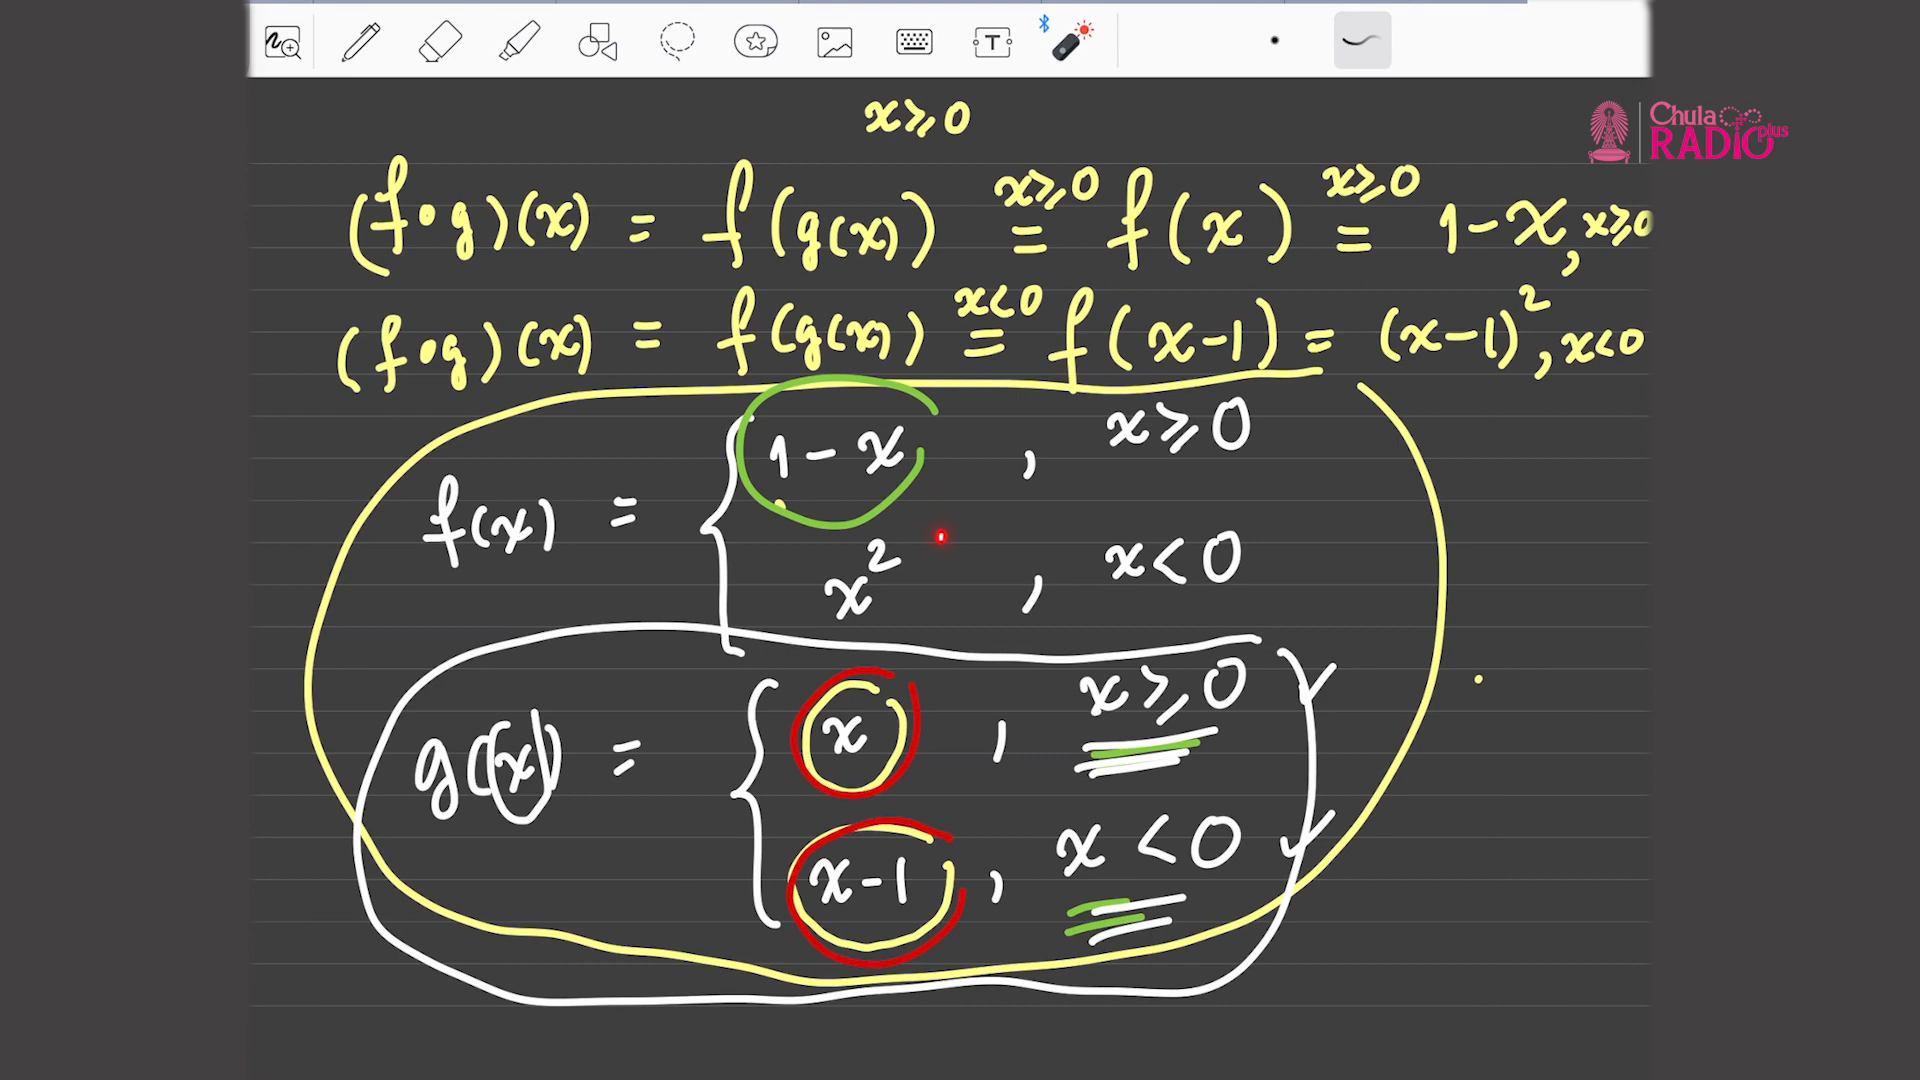 x ⩾ 0
Chula
RADIO plus
(f∘g)(x) = f(g(x)) x⩾0 = f(x) x⩾0 = 1-x, x⩾0
(f∘g)(x) = f(g(x)) x<0 = f(x-1) = (x-1)², x<0
1-x , x⩾0
f(x) = {
x² , x<0
x , x⩾0
g(x) = {
x-1 , x<0